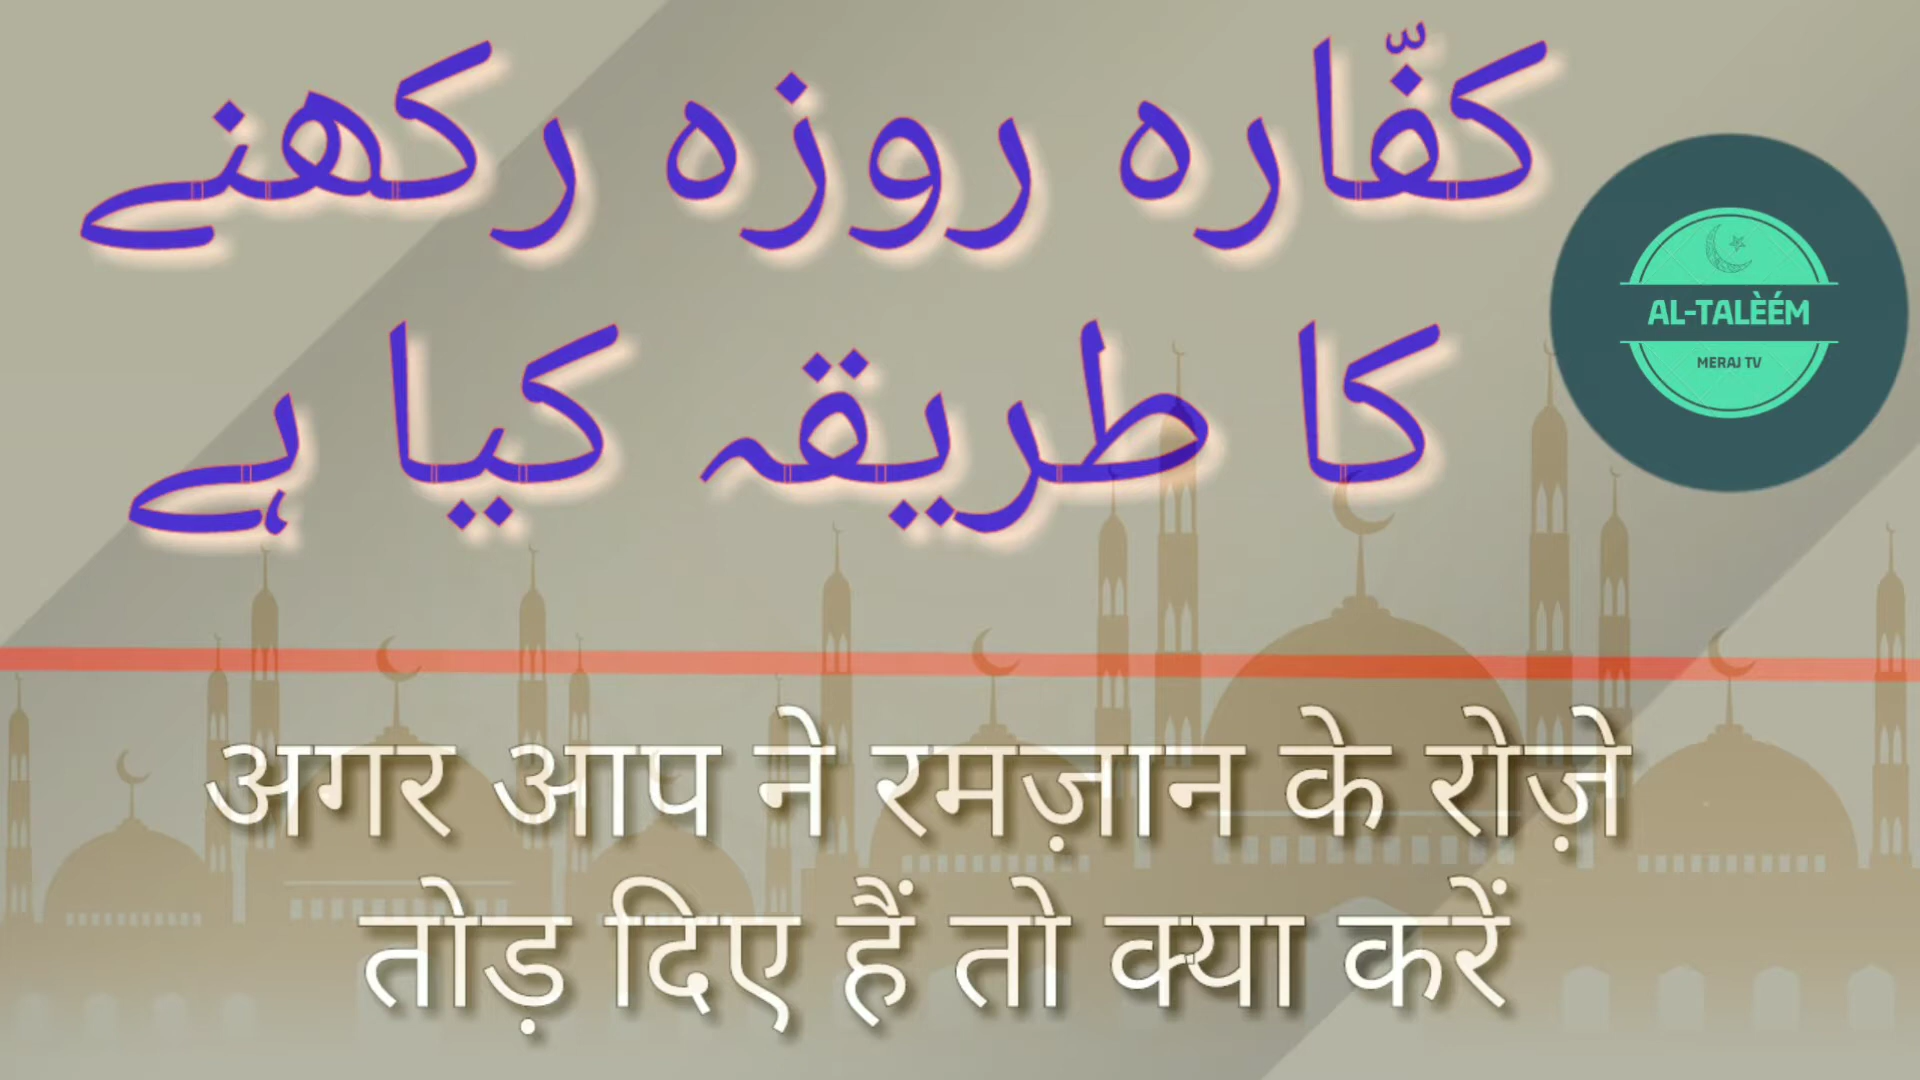 کفّارہ روزہ رکھنے
کا طریقہ کیا ہے
AL-TALÈÉM
MERAJ TV
अगर आप ने रमज़ान के रोज़े
तोड़ दिए हैं तो क्या करें